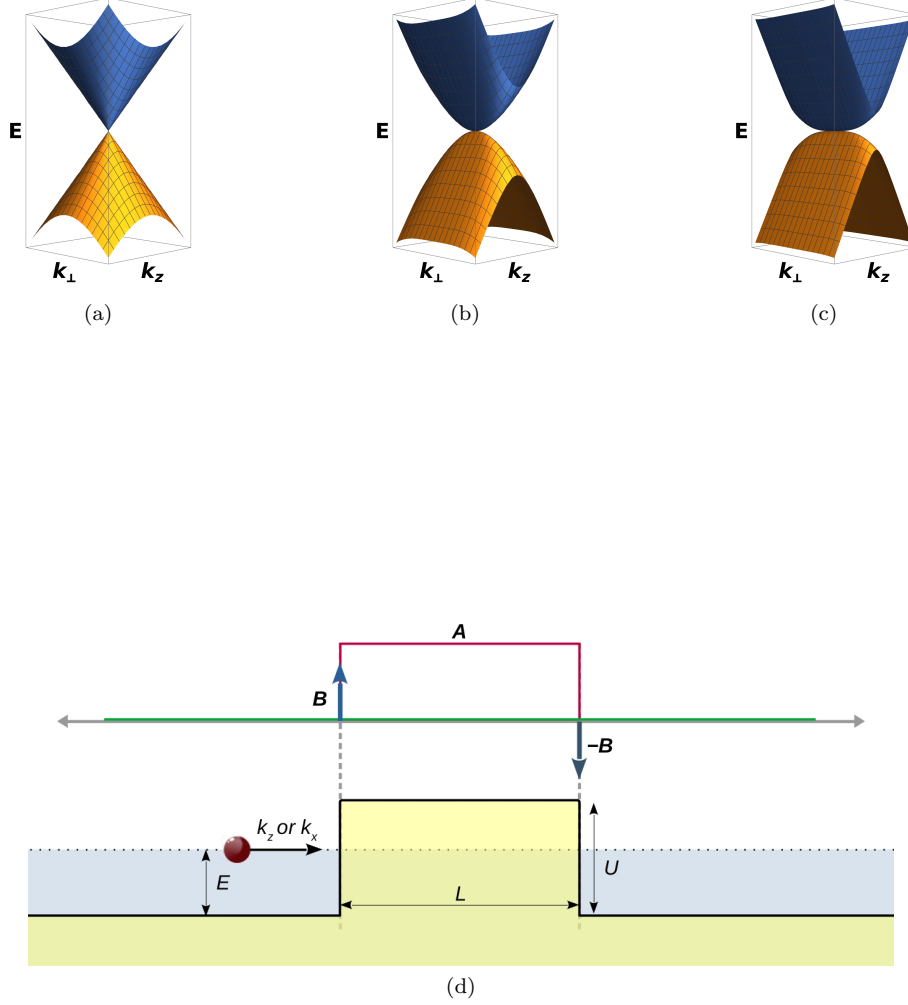 E E E
k⊥ kz k⊥ kz k⊥ kz
(a) (b) (c)
A
B
−B
kz or kx
E
U
L
(d)